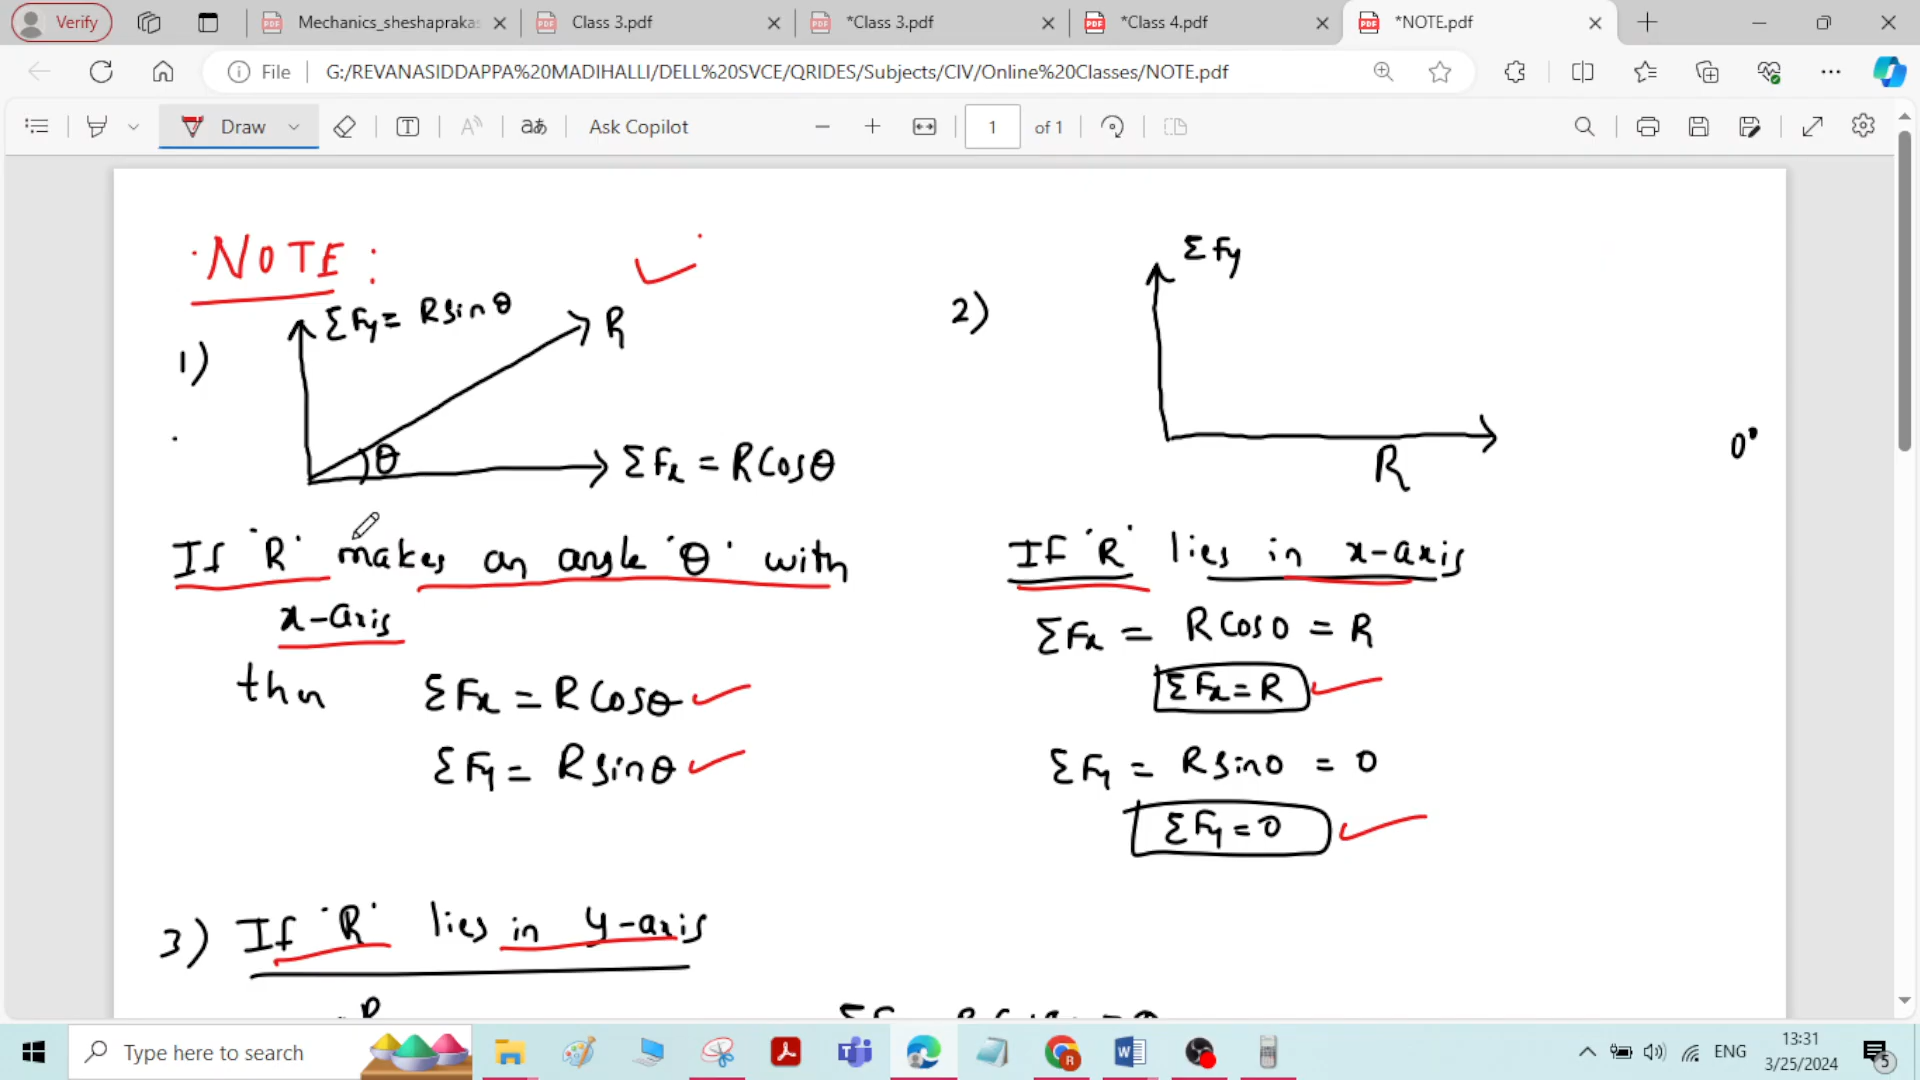 Verify
Mechanics_sheshapraka
Class 3.pdf
*Class 3.pdf
*Class 4.pdf
*NOTE.pdf
File
G:/REVANASIDDAPPA%20MADIHALLI/DELL%20SVCE/QRIDES/Subjects/CIV/Online%20Classes/NOTE.pdf
Draw
Ask Copilot
1 of 1
NOTE:
1)
ΣFy = R sin θ
R
θ
ΣFx = R Cos θ
If 'R' makes an angle 'θ' with
x-axis
then
ΣFx = R Cos θ
ΣFy = R sin θ
2)
ΣFy
R
0°
If 'R' lies in x-axis
ΣFx = R Cos 0 = R
ΣFx = R
ΣFy = R sin 0 = 0
ΣFy = 0
3) If 'R' lies in y-axis
R
Type here to search
ENG
13:31
3/25/2024
5